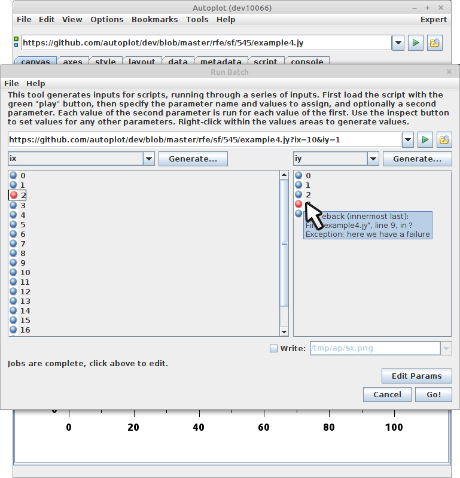 Autoplot (dev10066)
File Edit View Options Bookmarks Tools Help Expert
https://github.com/autoplot/dev/blob/master/rfe/sf/545/example4.jy
canvas axes style layout data metadata script console
Run Batch
File Help
This tool generates inputs for scripts, running through a series of inputs. First load the script with the
green "play" button, then specify the parameter name and values to assign, and optionally a second
parameter. Each value of the second parameter is run for each value of the first. Use the inspect button
to set values for any other parameters. Right-click within the values areas to generate values.
https://github.com/autoplot/dev/blob/master/rfe/sf/545/example4.jy?ix=10&iy=1
ix Generate... iy Generate...
0
1
2
3
4
5
6
7
8
9
10
11
12
13
14
15
16
0
1
2
back (innermost last):
"example4.jy", line 9, in ?
Exception: here we have a failure
Write: /tmp/ap/$x.png
Jobs are complete, click above to edit.
Edit Params
Cancel Go!
0 20 40 60 80 100